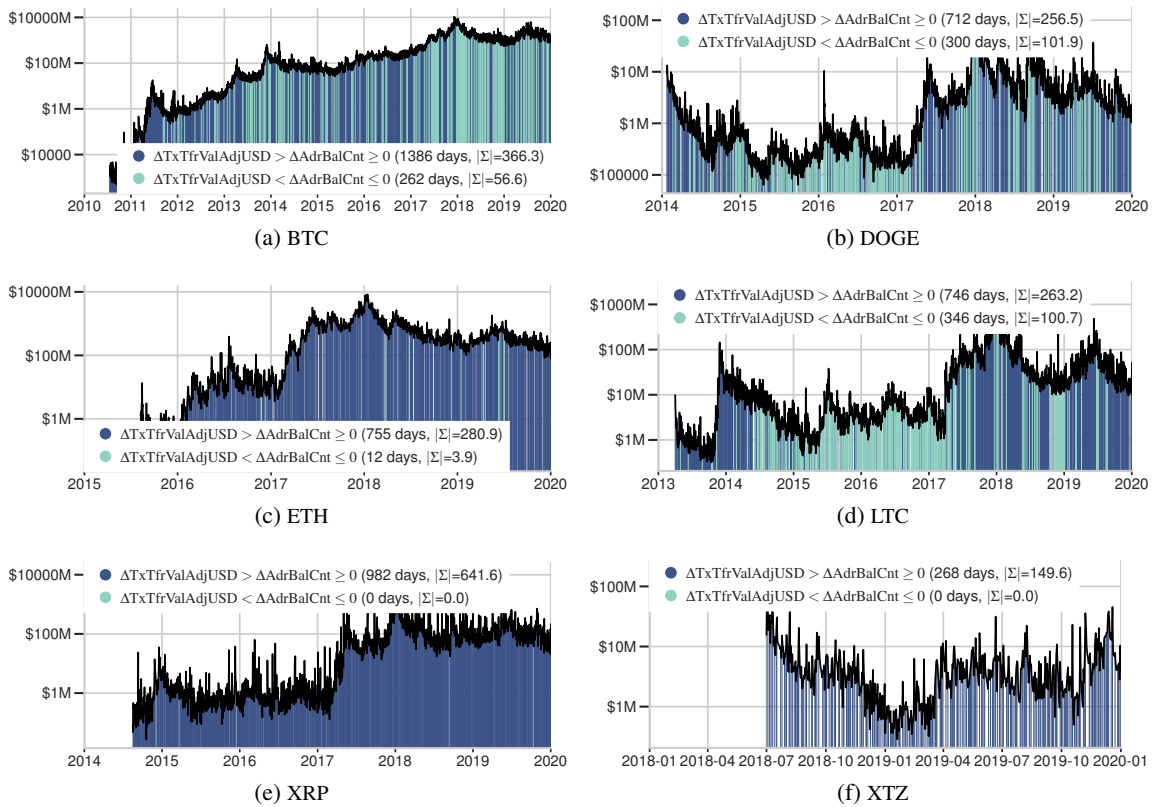 $10000M
$100M
$1M
$10000
ΔTxTfrValAdjUSD > ΔAdrBalCnt ≥ 0 (1386 days, |Σ|=366.3)
ΔTxTfrValAdjUSD < ΔAdrBalCnt ≤ 0 (262 days, |Σ|=56.6)
2010 2011 2012 2013 2014 2015 2016 2017 2018 2019 2020
(a) BTC
$100M
$10M
$1M
$100000
ΔTxTfrValAdjUSD > ΔAdrBalCnt ≥ 0 (712 days, |Σ|=256.5)
ΔTxTfrValAdjUSD < ΔAdrBalCnt ≤ 0 (300 days, |Σ|=101.9)
2014 2015 2016 2017 2018 2019 2020
(b) DOGE
$10000M
$100M
$1M
ΔTxTfrValAdjUSD > ΔAdrBalCnt ≥ 0 (755 days, |Σ|=280.9)
ΔTxTfrValAdjUSD < ΔAdrBalCnt ≤ 0 (12 days, |Σ|=3.9)
2015 2016 2017 2018 2019 2020
(c) ETH
$1000M
$100M
$10M
$1M
ΔTxTfrValAdjUSD > ΔAdrBalCnt ≥ 0 (746 days, |Σ|=263.2)
ΔTxTfrValAdjUSD < ΔAdrBalCnt ≤ 0 (346 days, |Σ|=100.7)
2013 2014 2015 2016 2017 2018 2019 2020
(d) LTC
$10000M
$100M
$1M
ΔTxTfrValAdjUSD > ΔAdrBalCnt ≥ 0 (982 days, |Σ|=641.6)
ΔTxTfrValAdjUSD < ΔAdrBalCnt ≤ 0 (0 days, |Σ|=0.0)
2014 2015 2016 2017 2018 2019 2020
(e) XRP
$100M
$10M
$1M
ΔTxTfrValAdjUSD > ΔAdrBalCnt ≥ 0 (268 days, |Σ|=149.6)
ΔTxTfrValAdjUSD < ΔAdrBalCnt ≤ 0 (0 days, |Σ|=0.0)
2018-01 2018-04 2018-07 2018-10 2019-01 2019-04 2019-07 2019-10 2020-01
(f) XTZ